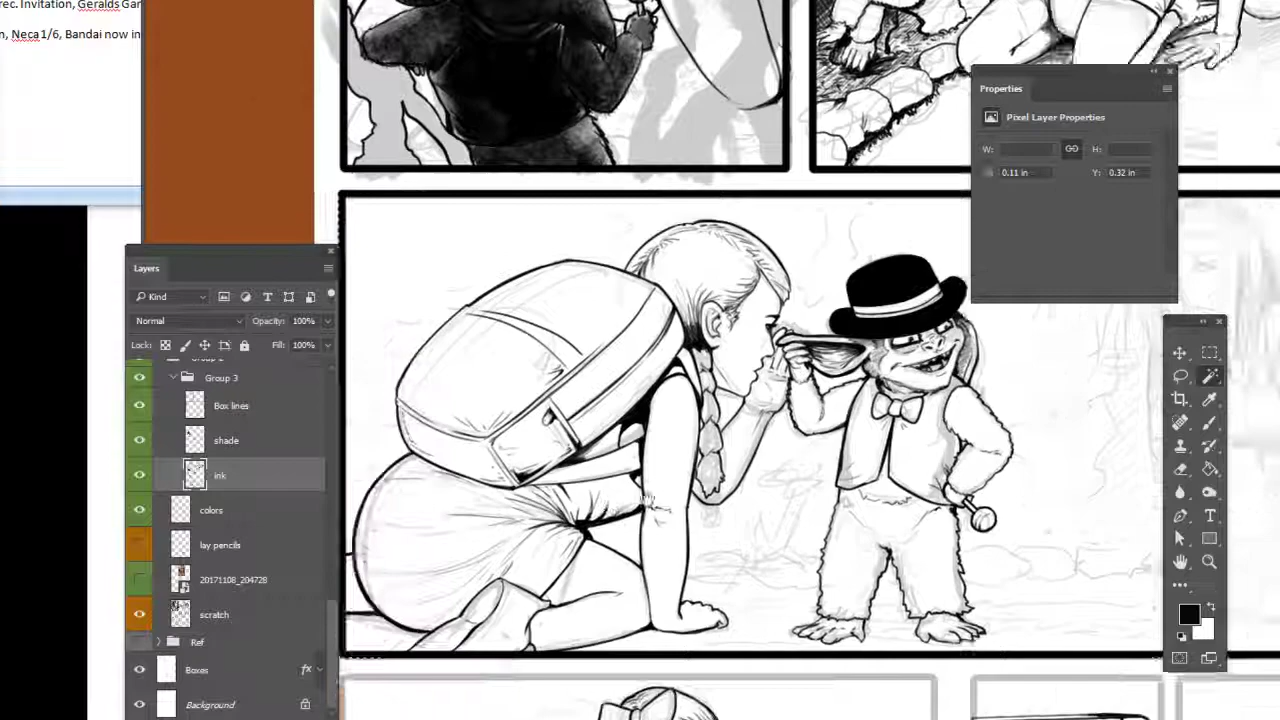 rec. Invitation, Geralds Gar
n, Neca 1/6, Bandai now in
Properties
Pixel Layer Properties
W:
H:
0.11 in
Y: 0.32 in
Layers
Kind
Normal
Opacity: 100%
Lock:
Fill: 100%
Group 3
Box lines
shade
ink
colors
lay pencils
20171108_204728
scratch
Ref
Boxes
fx
Background